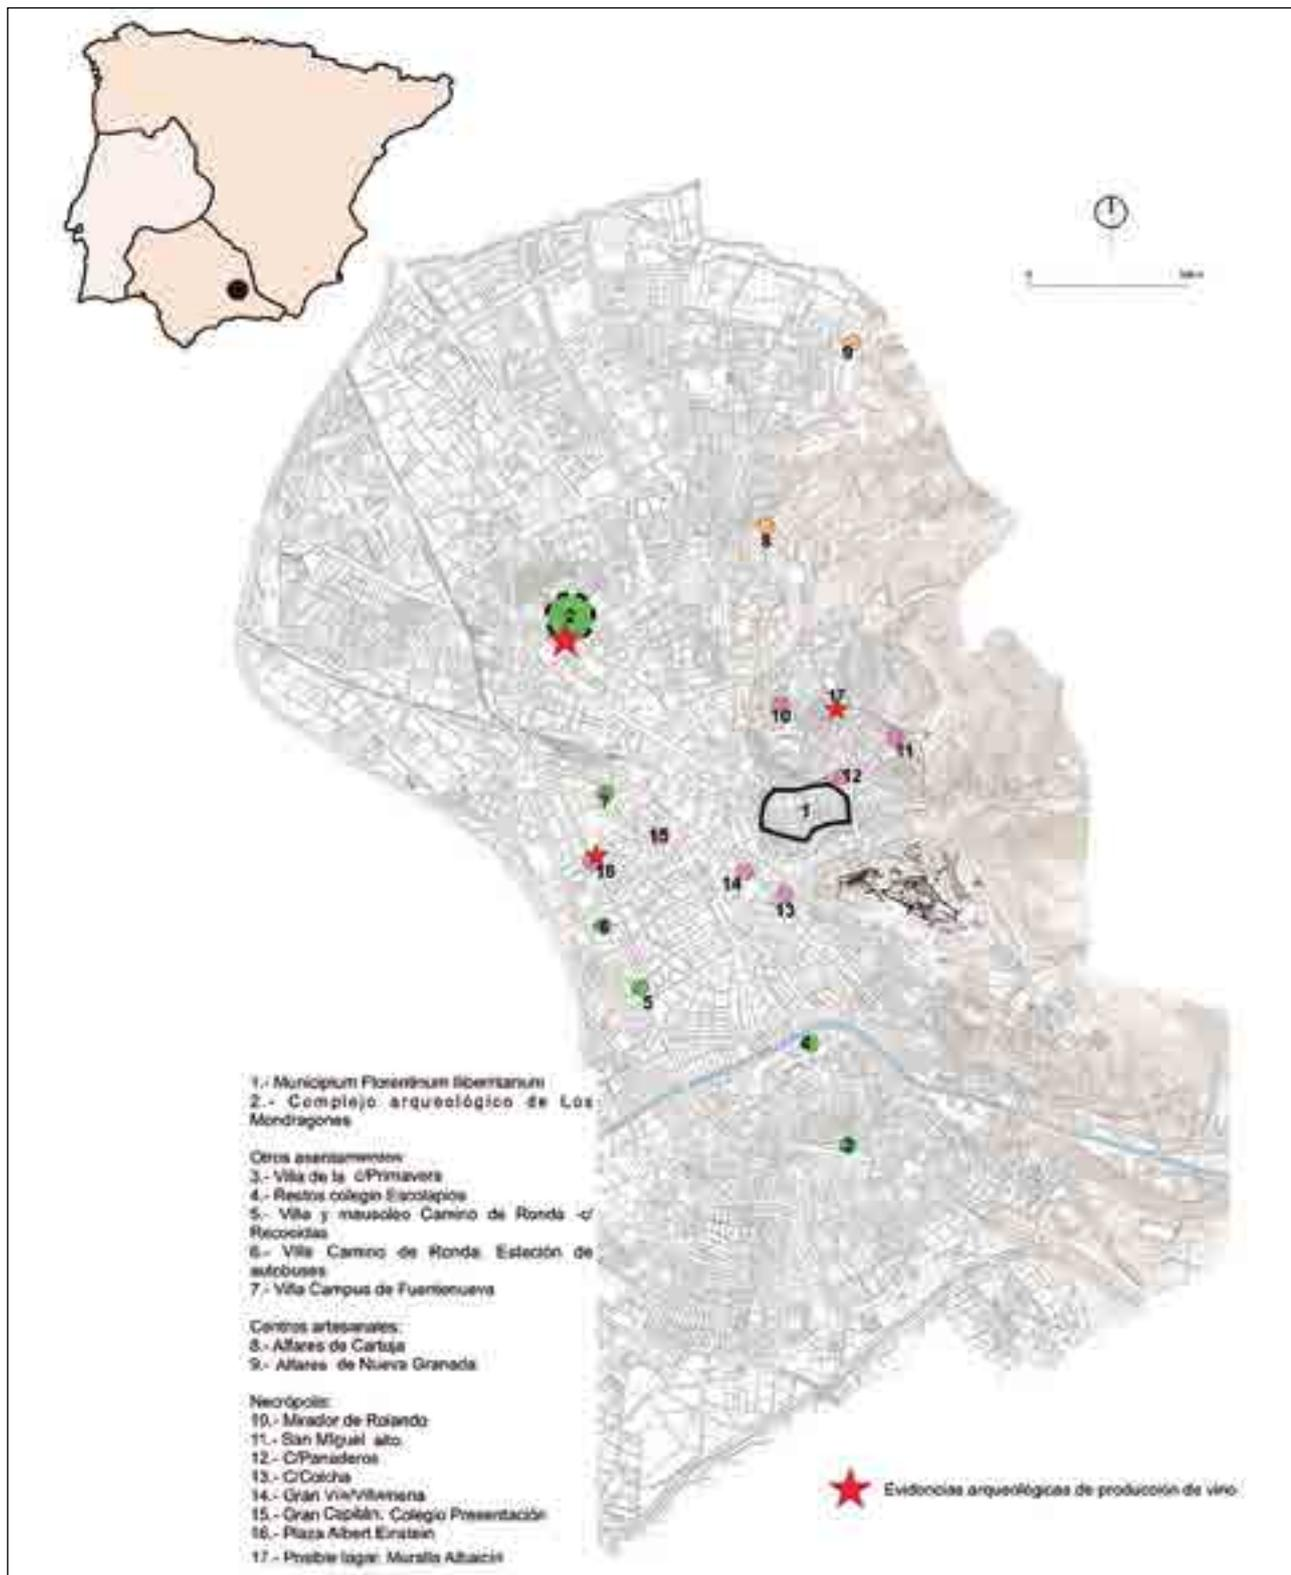 9
8
2
17
10
11
12
7
1
15
16
14
13
6
5
4
3
1.- Municipium Florentinum Iliberritanum
2.- Complejo arqueológico de Los
Mondragones
Otros asentamientos:
3.- Villa de la c/Primavera
4.- Restos colegio Escolapios
5.- Villa y mausoleo Camino de Ronda -c/
Recogidas
6.- Villa Camino de Ronda. Estación de
autobuses
7.- Villa Campus de Fuentenueva
Centros artesanales:
8.- Alfares de Cartuja
9.- Alfares de Nueva Granada
Necrópolis:
10.- Mirador de Rolando
11.- San Miguel alto
12.- C/Panaderos
13.- C/Colcha
14.- Gran Vía/Villamena
15.- Gran Capitán. Colegio Presentación
16.- Plaza Albert Einstein
17.- Posible lagar. Muralla Albaicín
Evidencias arqueológicas de producción de vino